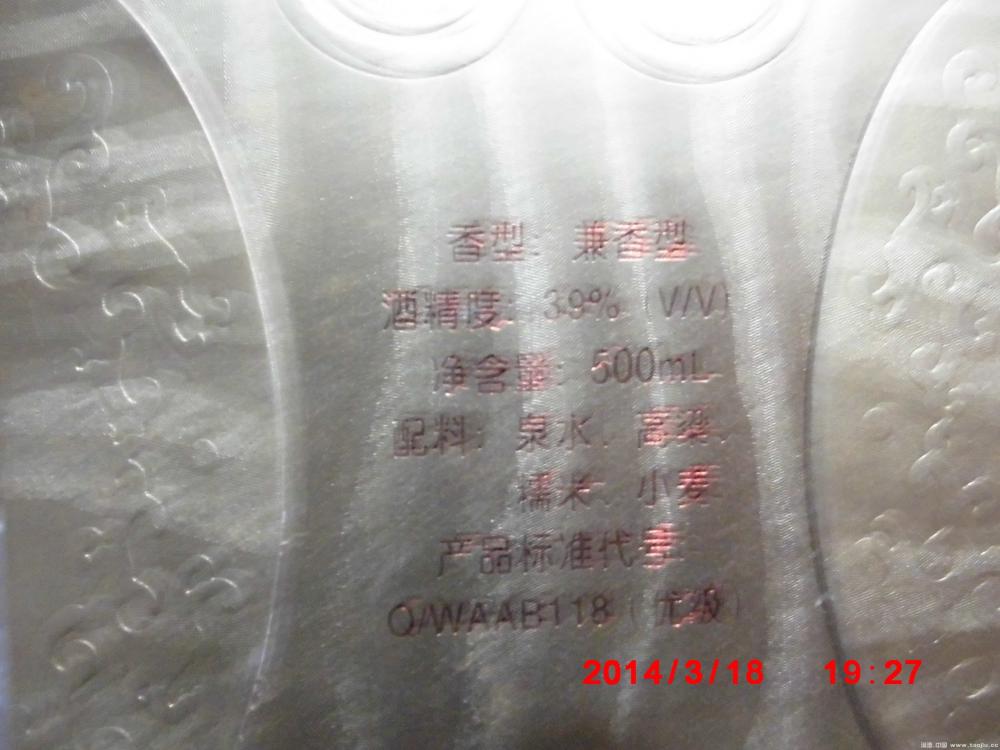 香型: 兼香型
酒精度: 39% (V/V)
净含量: 500mL
配料: 泉水、高粱、
糯米、小麦
产品标准代号
Q/WAAB118 (优级)
2014/3/18 19:27